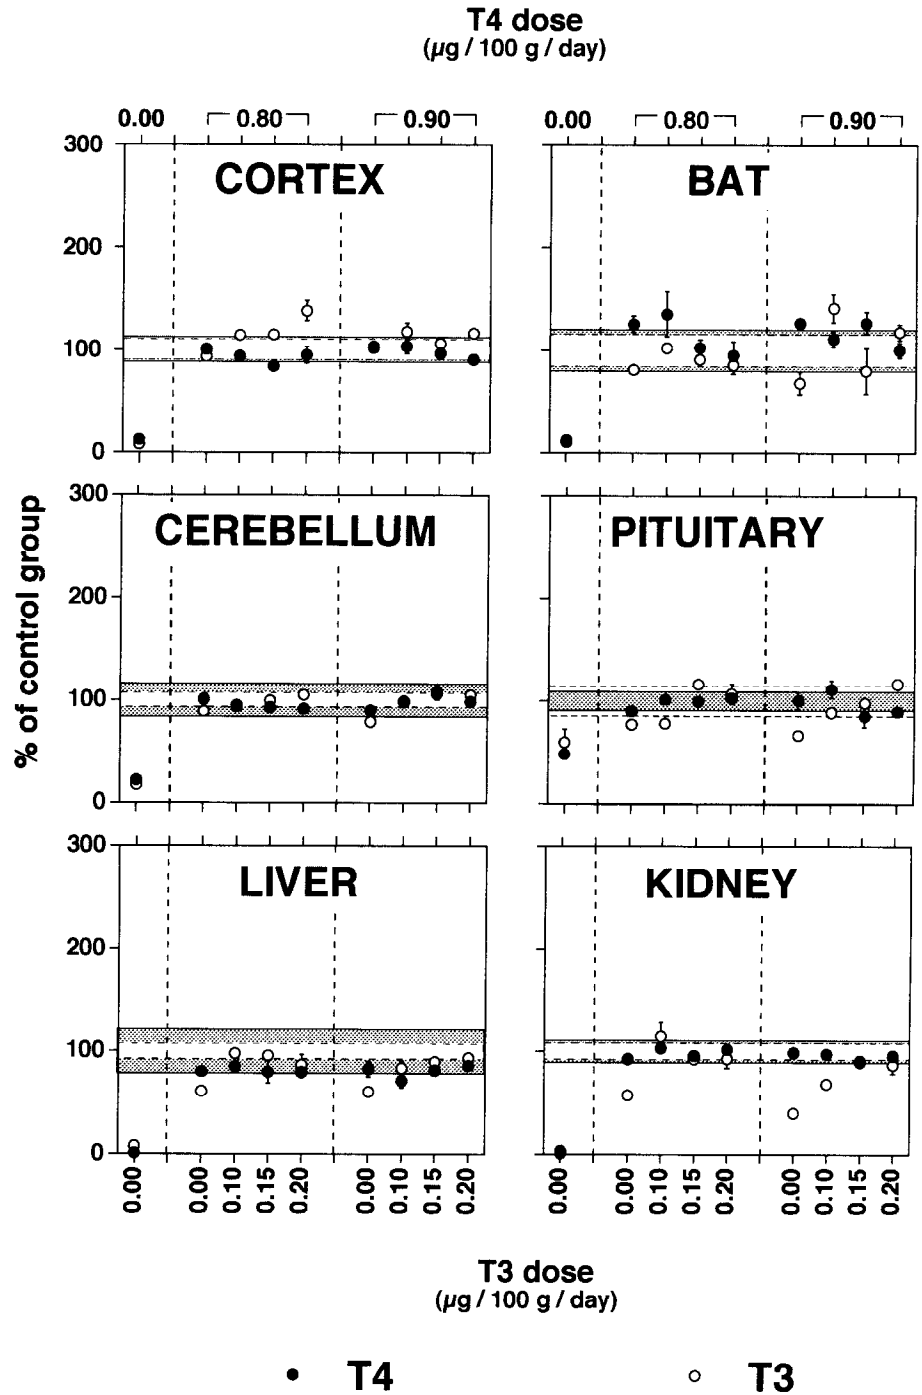 T4 dose
(µg / 100 g / day)
0.00 0.80 0.90 0.00 0.80 0.90
300
CORTEX BAT
200
100
0
300
CEREBELLUM PITUITARY
200
100
0
% of control group
300
LIVER KIDNEY
200
100
0
0.00 0.00 0.10 0.15 0.20 0.00 0.10 0.15 0.20 0.00 0.00 0.10 0.15 0.20 0.00 0.10 0.15 0.20
T3 dose
(µg / 100 g / day)
T4 T3